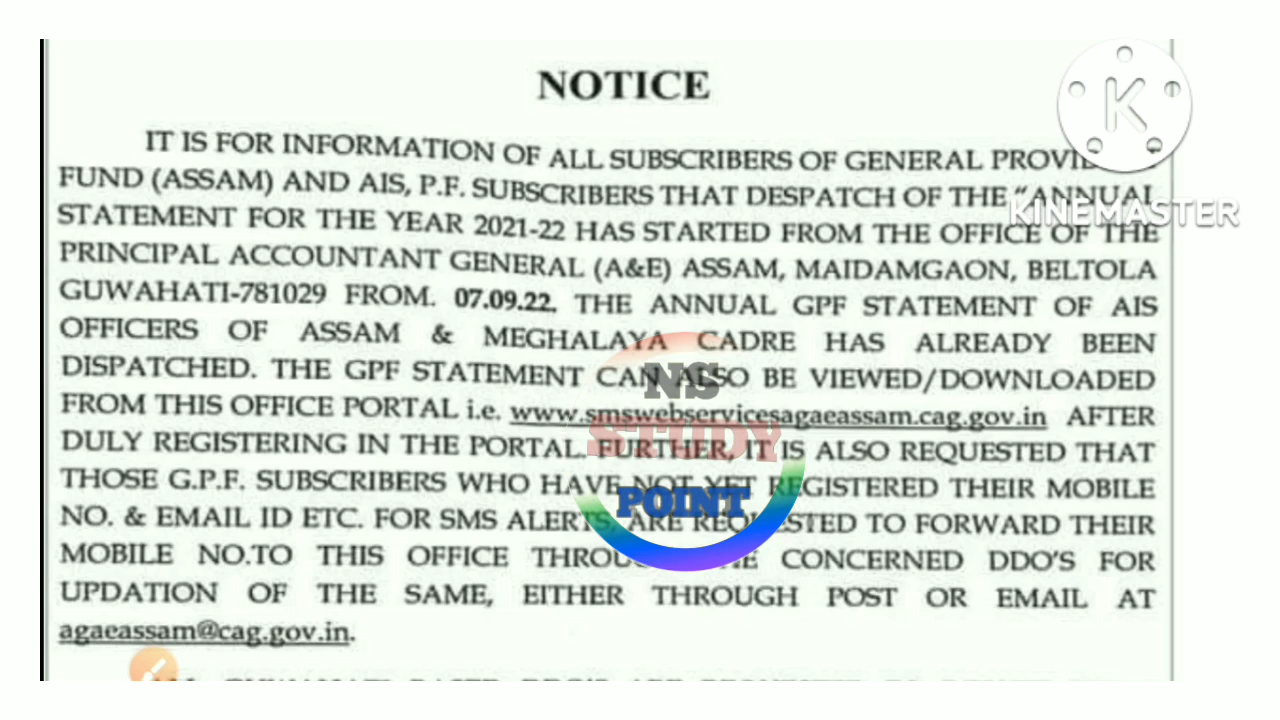 NOTICE
IT IS FOR INFORMATION OF ALL SUBSCRIBERS OF GENERAL
FUND (ASSAM) AND AIS, P.F. SUBSCRIBERS THAT DESPATCH OF THE "ANNUAL
STATEMENT FOR THE YEAR 2021-22 HAS STARTED FROM THE OFFICE OF THE
PRINCIPAL ACCOUNTANT GENERAL (A&E) ASSAM, MAIDAMGAON, BELTOLA
GUWAHATI-781029 FROM. 07.09.22. THE ANNUAL GPF STATEMENT OF AIS
OFFICERS OF ASSAM & MEGHALAYA CADRE HAS ALREADY BEEN
DISPATCHED. THE GPF STATEMENT CAN ALSO BE VIEWED/DOWNLOADED
FROM THIS OFFICE PORTAL i.e. www.smswebservicesagaeassam.cag.gov.in AFTER
DULY REGISTERING IN THE PORTAL. FURTHER, IT IS ALSO REQUESTED THAT
THOSE G.P.F. SUBSCRIBERS WHO HAVE NOT YET REGISTERED THEIR MOBILE
NO. & EMAIL ID ETC. FOR SMS ALERTS, ARE REQUESTED TO FORWARD THEIR
MOBILE NO.TO THIS OFFICE CONCERNED DDO'S FOR
UPDATION OF THE SAME, EITHER THROUGH POST OR EMAIL AT
agaeassam@cag.gov.in.
K
KINEMASTER
NS
STUDY
POINT